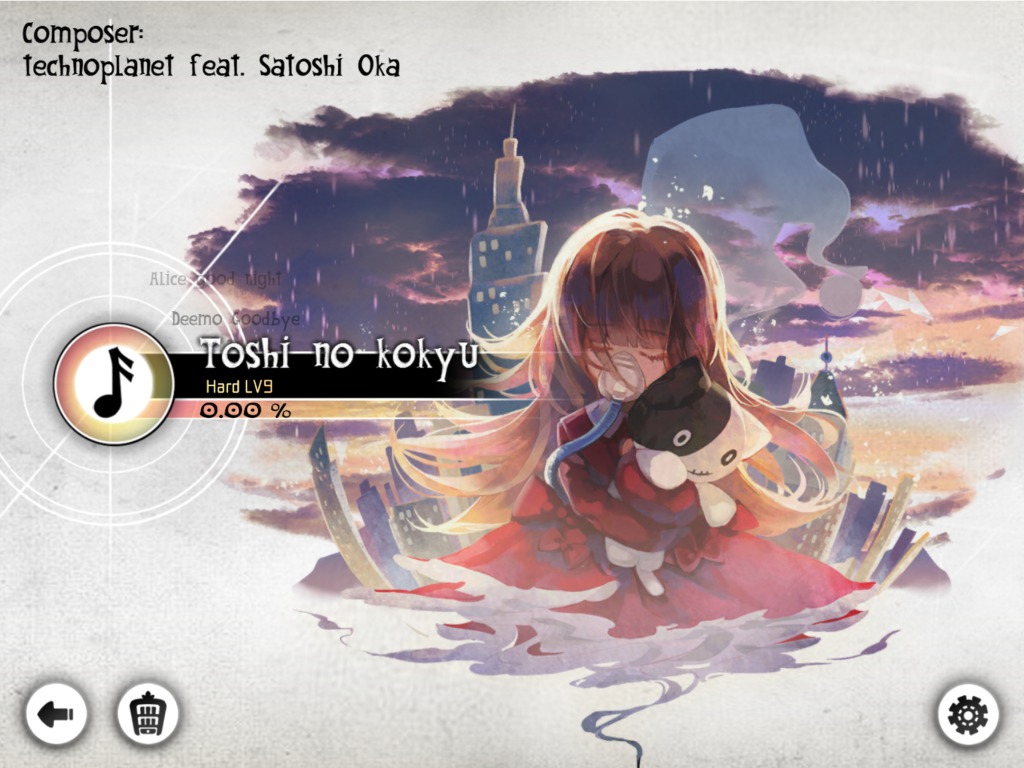 Composer:
technoplanet feat. Satoshi Oka
Alice good night
Deemo Goodbye
Toshi no kokyu
Hard LV9
0.00 %